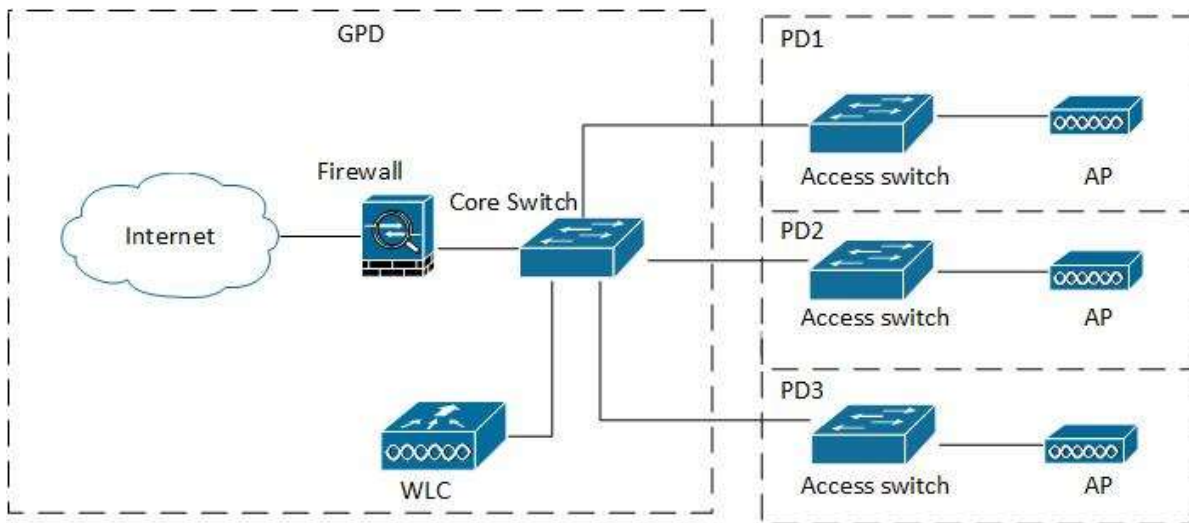 GPD
Firewall
Core Switch
Internet
WLC
PD1
Access switch
AP
PD2
Access switch
AP
PD3
Access switch
AP